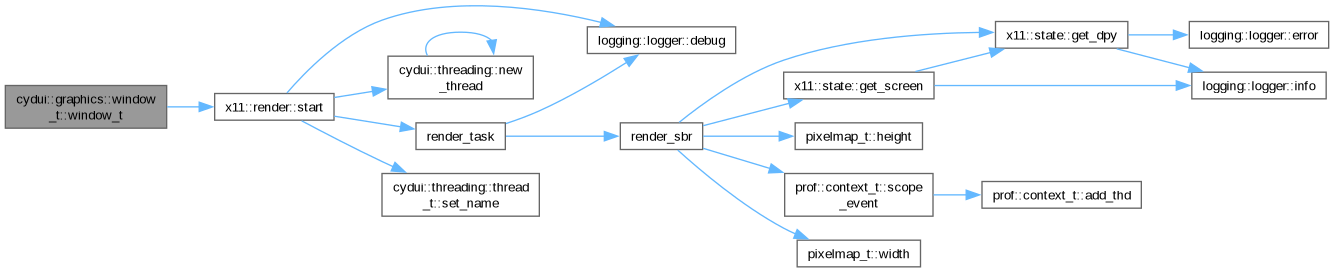 cydui::graphics::window
_t::window_t
x11::render::start
logging::logger::debug
cydui::threading::new
_thread
render_task
cydui::threading::thread
_t::set_name
render_sbr
x11::state::get_dpy
x11::state::get_screen
pixelmap_t::height
prof::context_t::scope
_event
pixelmap_t::width
logging::logger::error
logging::logger::info
prof::context_t::add_thd